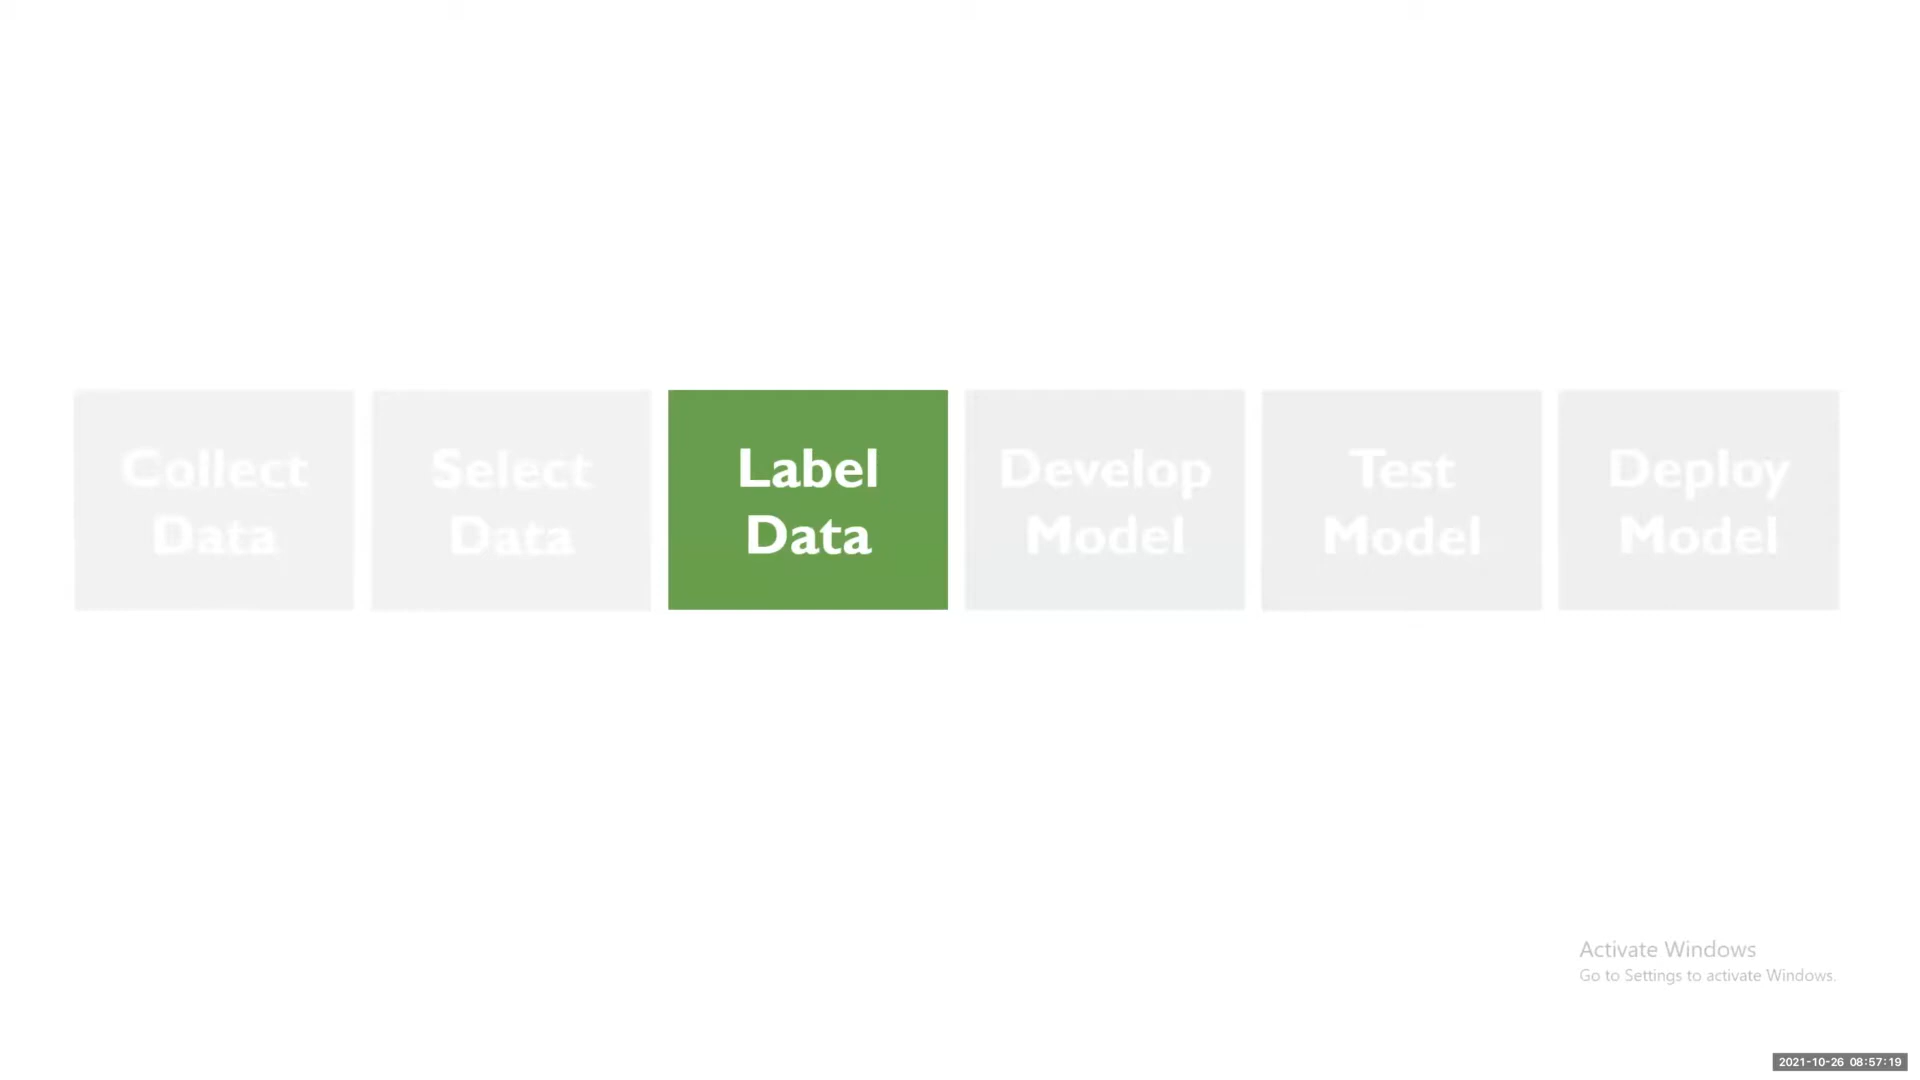 Collect
Data
Select
Data
Label
Data
Develop
Model
Test
Model
Deploy
Model
Activate Windows
Go to Settings to activate Windows.
2021-10-26 08:57:19